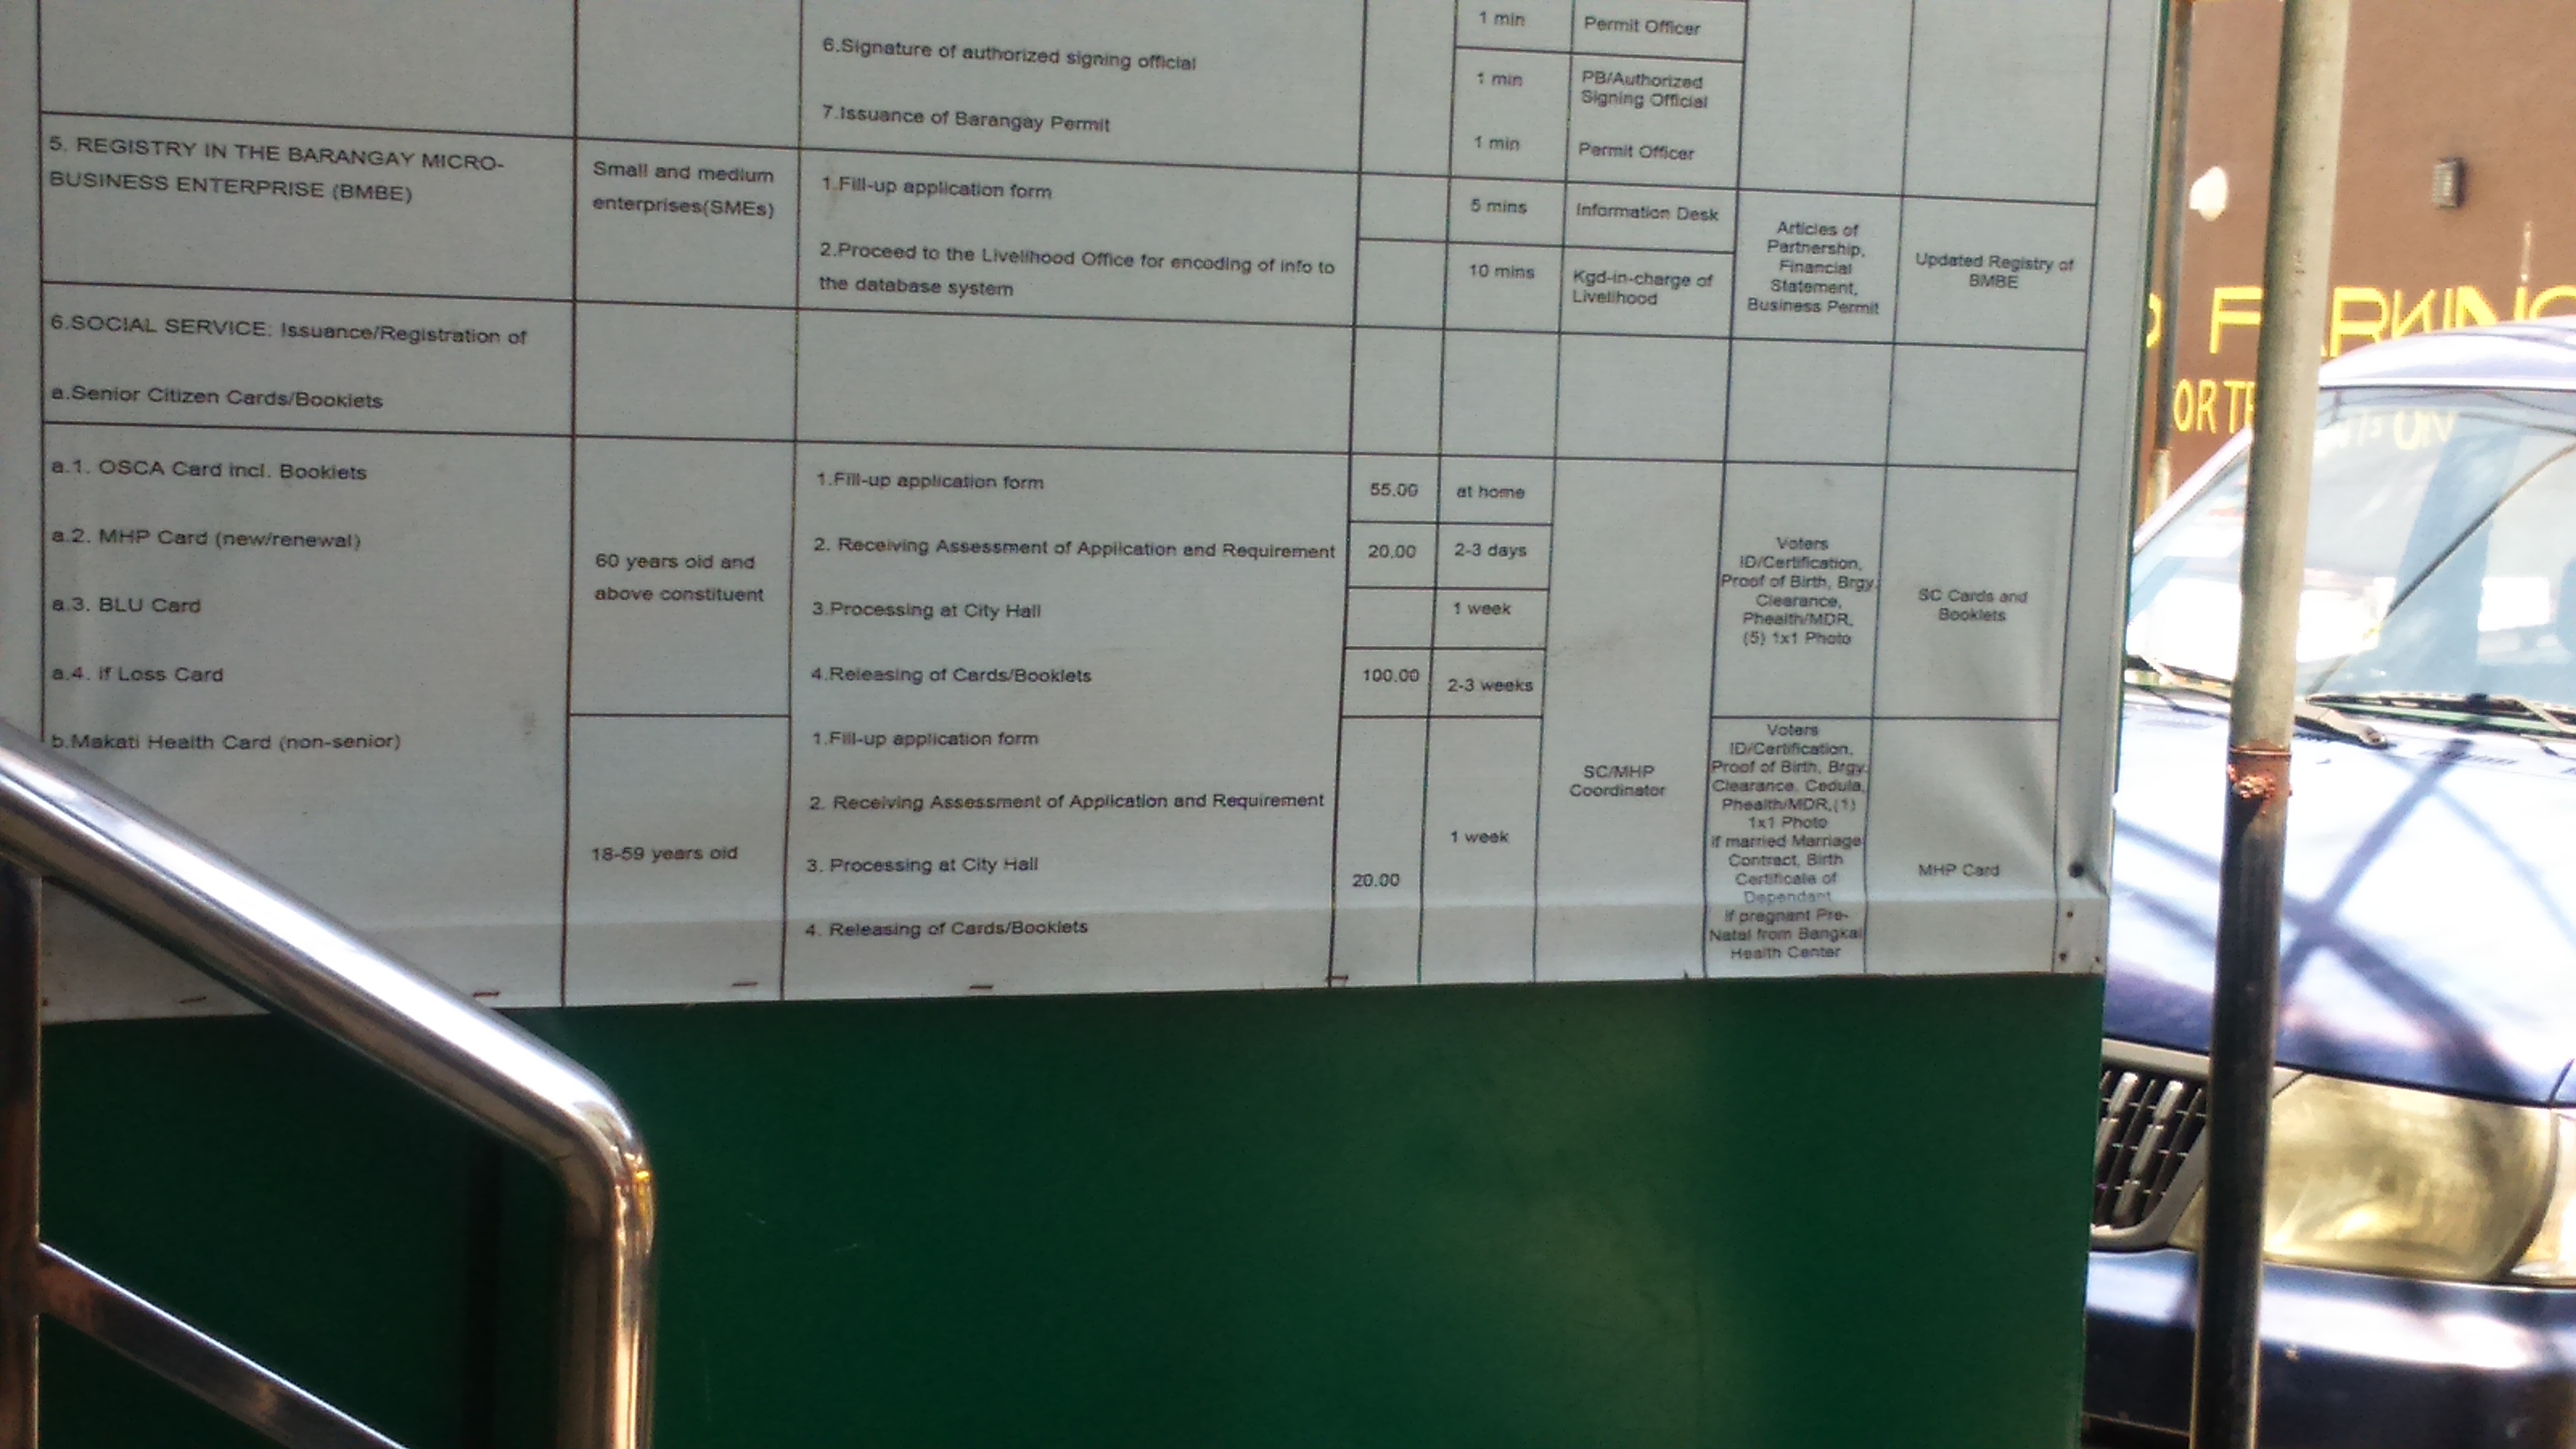 1 min
Permit Officer
6.Signature of authorized signing official
1 min
PB/Authorized
Signing Official
7.Issuance of Barangay Permit
1 min
Permit Officer
5. REGISTRY IN THE BARANGAY MICRO-
BUSINESS ENTERPRISE (BMBE)
Small and medium
enterprises(SMEs)
1.Fill-up application form
5 mins
Information Desk
2.Proceed to the Livelihood Office for encoding of info to
the database system
10 mins
Kgd-in-charge of
Livelihood
Articles of
Partnership,
Financial
Statement,
Business Permit
Updated Registry of
BMBE
6.SOCIAL SERVICE: Issuance/Registration of
a.Senior Citizen Cards/Booklets
a.1. OSCA Card incl. Booklets
a.2. MHP Card (new/renewal)
a.3. BLU Card
a.4. if Loss Card
60 years old and
above constituent
1.Fill-up application form
55.00
at home
2. Receiving Assessment of Application and Requirement
20.00
2-3 days
3.Processing at City Hall
1 week
4.Releasing of Cards/Booklets
100.00
2-3 weeks
Voters
ID/Certification,
Proof of Birth, Brgy.
Clearance,
Phealth/MDR,
(5) 1x1 Photo
SC Cards and
Booklets
b.Makati Health Card (non-senior)
18-59 years old
1.Fill-up application form
2. Receiving Assessment of Application and Requirement
3. Processing at City Hall
4. Releasing of Cards/Booklets
20.00
1 week
SC/MHP
Coordinator
Voters
ID/Certification,
Proof of Birth, Brgy.
Clearance, Cedula,
Phealth/MDR,(1)
1x1 Photo
if married Marriage
Contract, Birth
Certificate of
Dependant
if pregnant Pre-
Natal from Bangkal
Health Center
MHP Card
PARKING